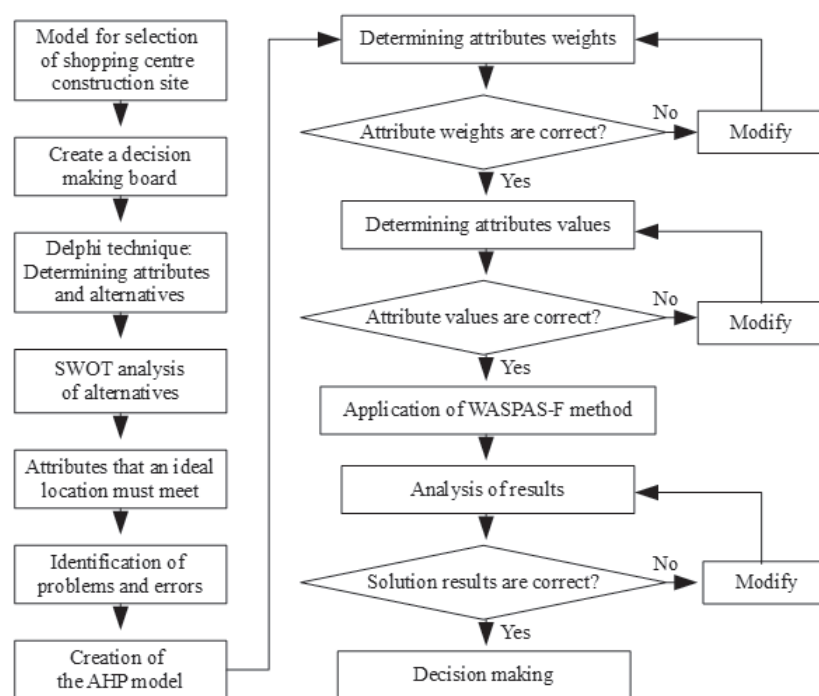 Model for selection
of shopping centre
construction site
Create a decision
making board
Delphi technique:
Determining attributes
and alternatives
SWOT analysis
of alternatives
Attributes that an ideal
location must meet
Identification of
problems and errors
Creation of
the AHP model
Determining attributes weights
Attribute weights are correct?
No
Modify
Yes
Determining attributes values
Attribute values are correct?
No
Modify
Yes
Application of WASPAS-F method
Analysis of results
Solution results are correct?
No
Modify
Yes
Decision making